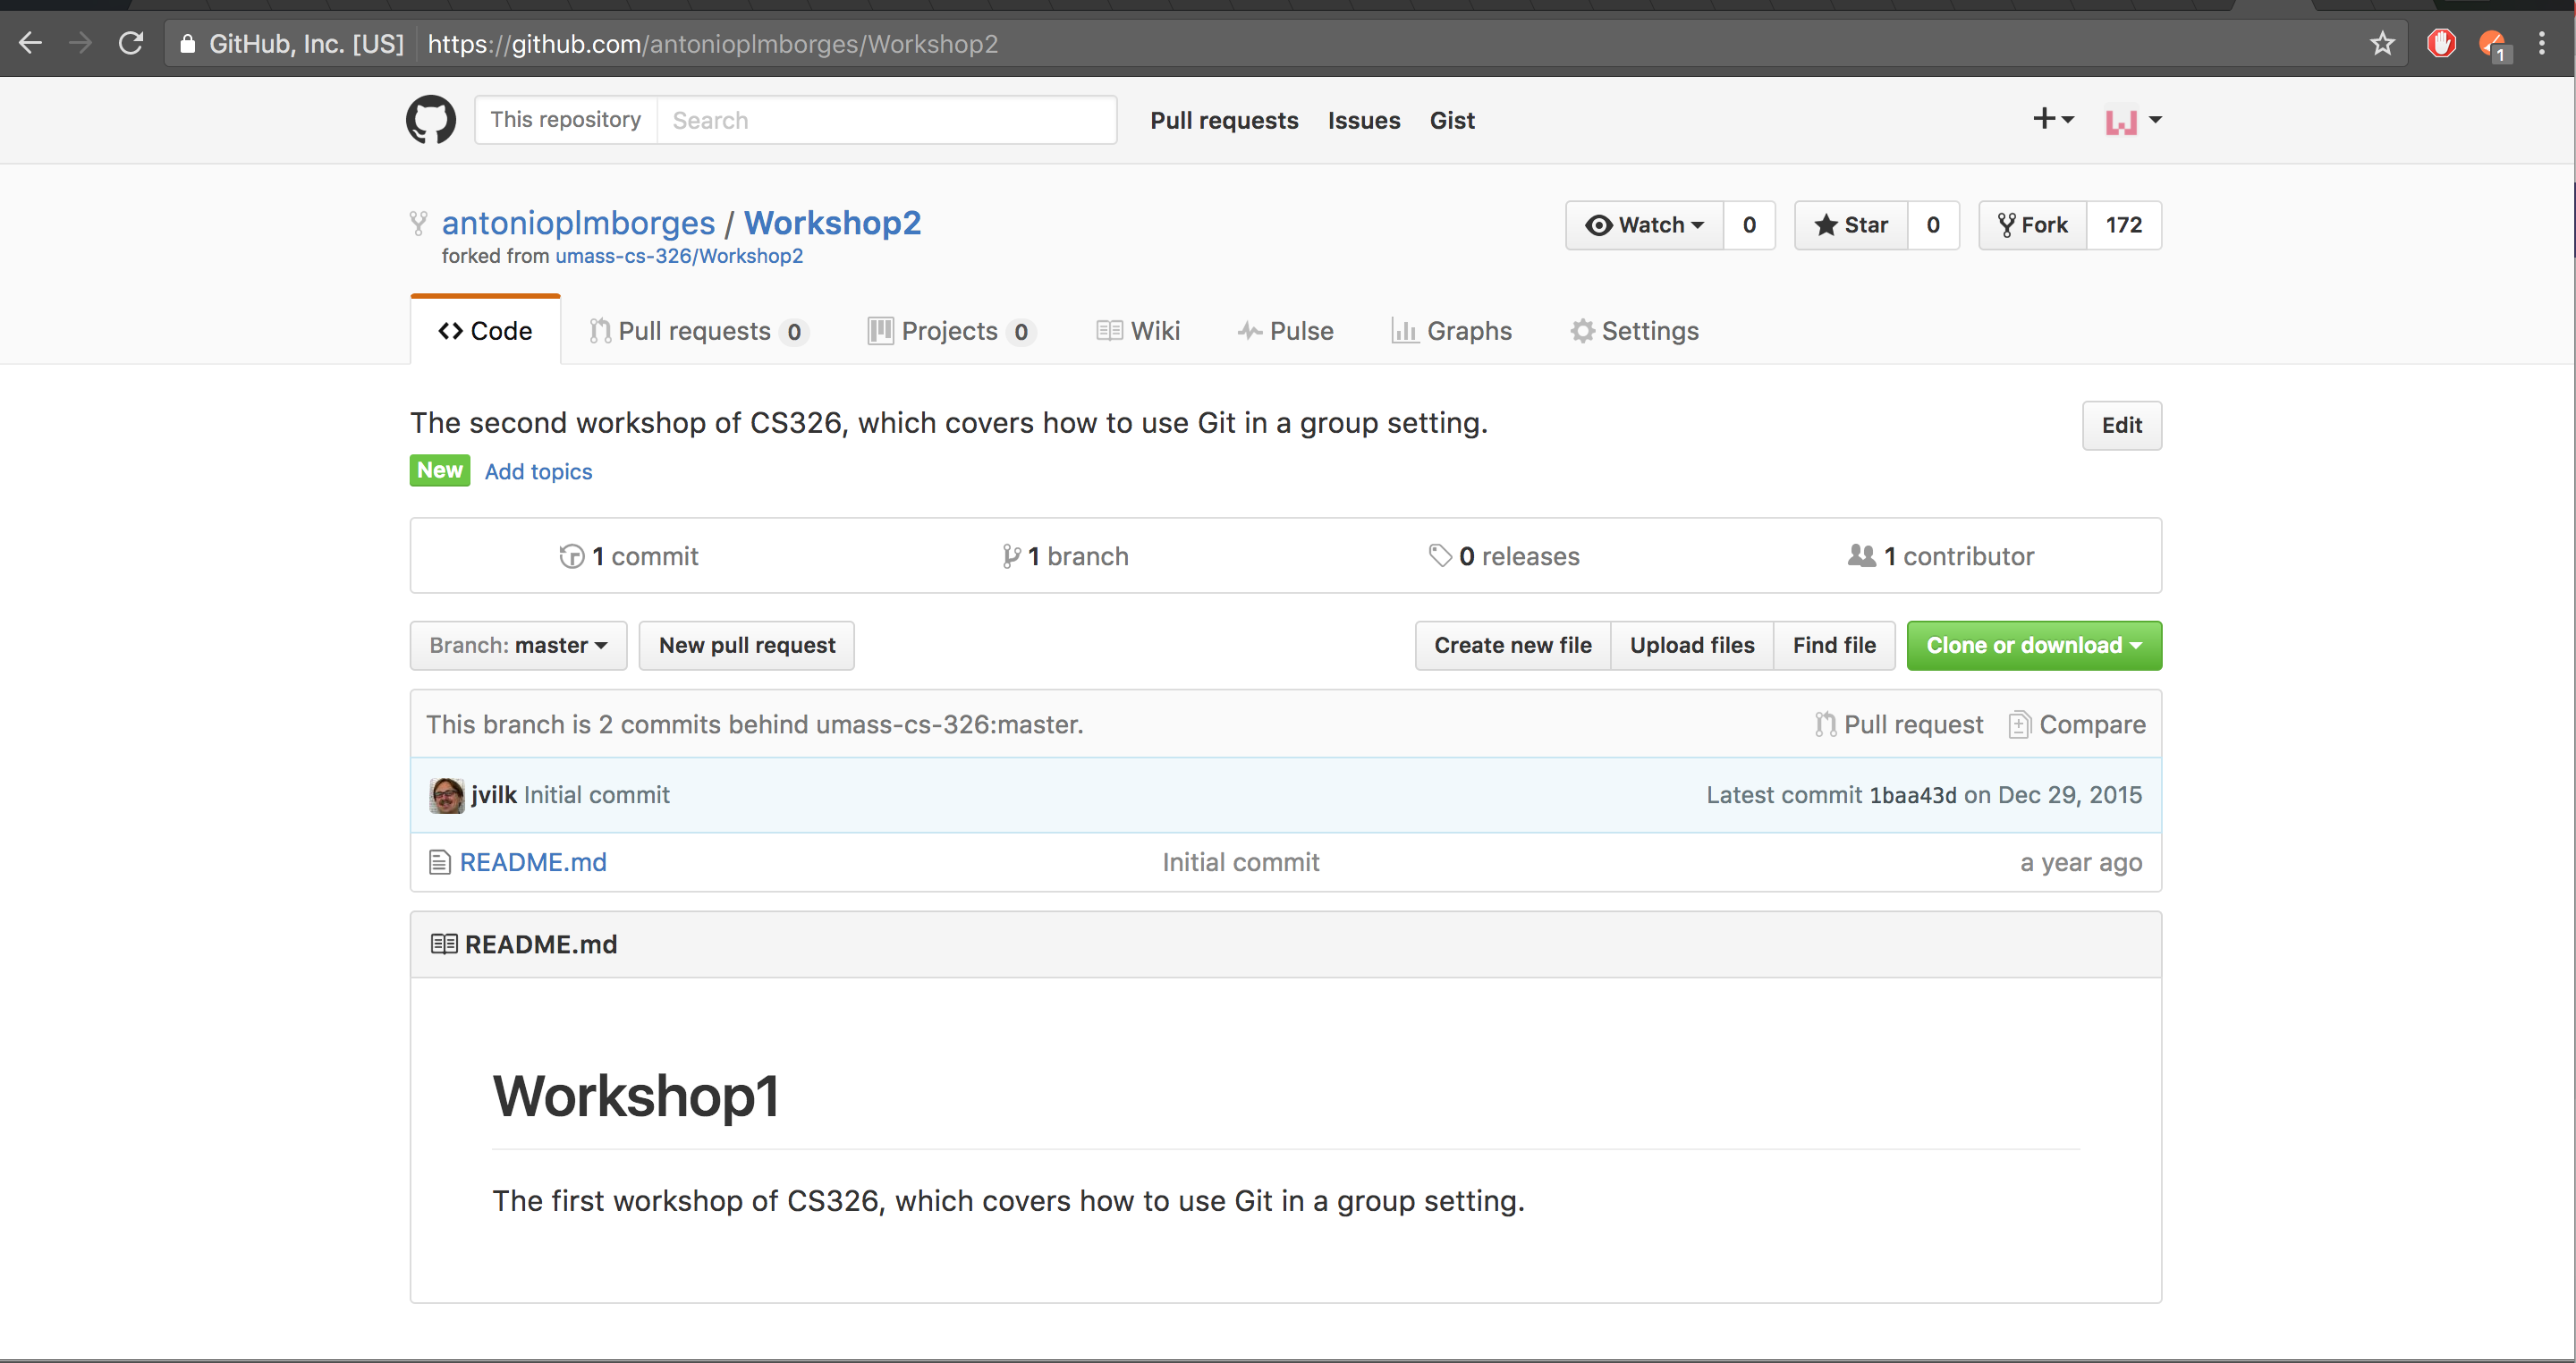 GitHub, Inc. [US] https://github.com/antonioplmborges/Workshop2
1
This repository Search Pull requests Issues Gist
antonioplmborges / Workshop2 Watch 0 Star 0 Fork 172
forked from umass-cs-326/Workshop2
Code Pull requests 0 Projects 0 Wiki Pulse Graphs Settings
The second workshop of CS326, which covers how to use Git in a group setting. Edit
New Add topics
1 commit 1 branch 0 releases 1 contributor
Branch: master New pull request Create new file Upload files Find file Clone or download
This branch is 2 commits behind umass-cs-326:master. Pull request Compare
jvilk Initial commit Latest commit 1baa43d on Dec 29, 2015
README.md Initial commit a year ago
README.md
Workshop1
The first workshop of CS326, which covers how to use Git in a group setting.